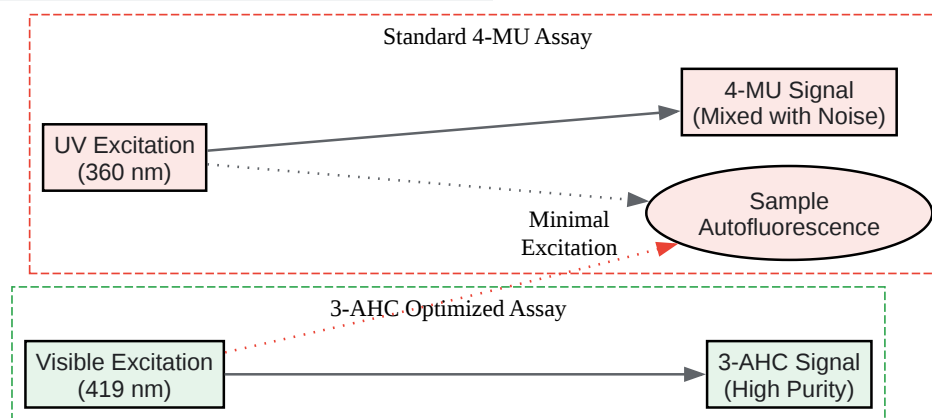 Standard 4-MU Assay
4-MU Signal
(Mixed with Noise)
UV Excitation
(360 nm)
Sample
Autofluorescence
Minimal
Excitation
3-AHC Optimized Assay
Visible Excitation
(419 nm)
3-AHC Signal
(High Purity)